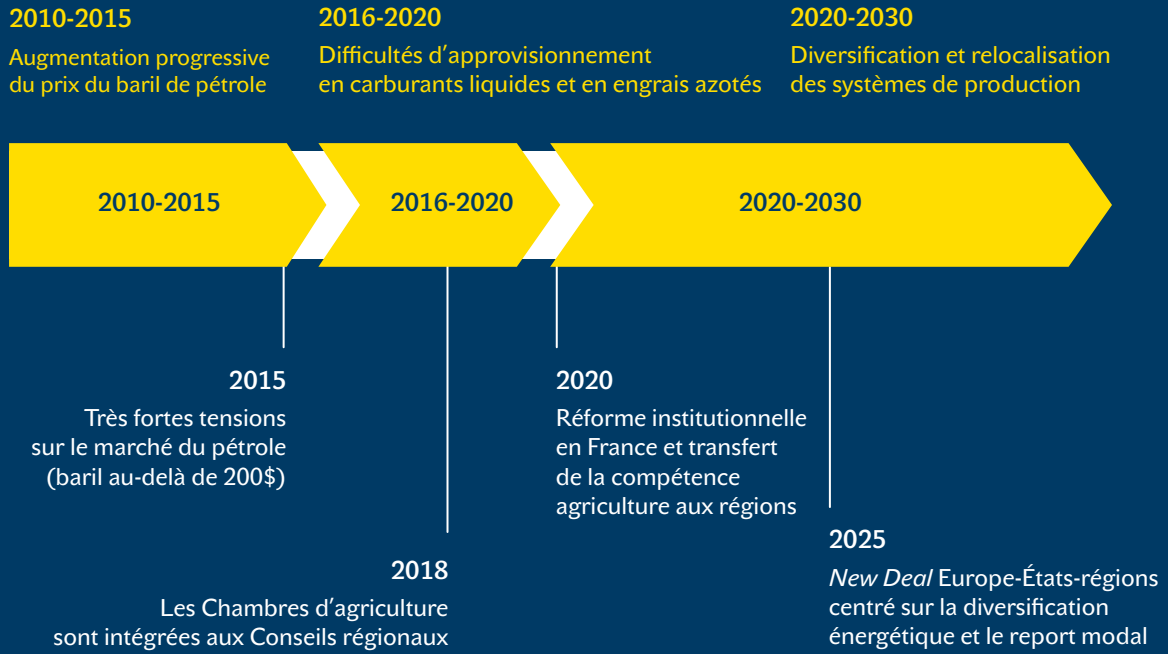 2010-2015
Augmentation progressive
du prix du baril de pétrole
2016-2020
Difficultés d’approvisionnement
en carburants liquides et en engrais azotés
2020-2030
Diversification et relocalisation
des systèmes de production
2010-2015
2016-2020
2020-2030
2015
Très fortes tensions
sur le marché du pétrole
(baril au-delà de 200$)
2018
Les Chambres d’agriculture
sont intégrées aux Conseils régionaux
2020
Réforme institutionnelle
en France et transfert
de la compétence
agriculture aux régions
2025
New Deal Europe-États-régions
centré sur la diversification
énergétique et le report modal